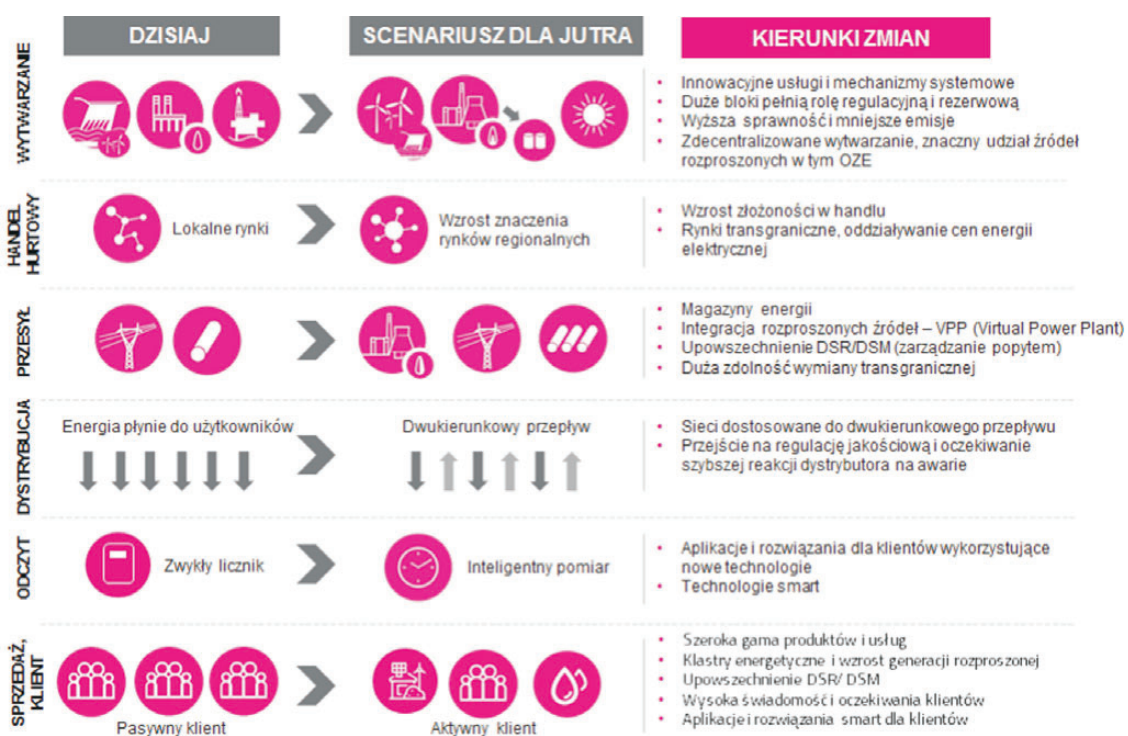 DZISIAJ
SCENARIUSZ DLA JUTRA
KIERUNKI ZMIAN
WYTWARZANIE
Innowacyjne usługi i mechanizmy systemowe
Duże bloki pełnią rolę regulacyjną i rezerwową
Wyższa sprawność i mniejsze emisje
Zdecentralizowane wytwarzanie, znaczny udział źródeł
rozproszonych w tym OZE
HANDEL
HURTOWY
Lokalne rynki
Wzrost znaczenia
rynków regionalnych
Wzrost złożoności w handlu
Rynki transgraniczne, oddziaływanie cen energii
elektrycznej
PRZESYŁ
Magazyny energii
Integracja rozproszonych źródeł – VPP (Virtual Power Plant)
Upowszechnienie DSR/DSM (zarządzanie popytem)
Duża zdolność wymiany transgranicznej
DYSTRYBUCJA
Energia płynie do użytkowników
Dwukierunkowy przepływ
Sieci dostosowane do dwukierunkowego przepływu
Przejście na regulację jakościową i oczekiwanie
szybszej reakcji dystrybutora na awarie
ODCZYT
Zwykły licznik
Inteligentny pomiar
Aplikacje i rozwiązania dla klientów wykorzystujące
nowe technologie
Technologie smart
SPRZEDAŻ,
KLIENT
Pasywny klient
Aktywny klient
Szeroka gama produktów i usług
Klastry energetyczne i wzrost generacji rozproszonej
Upowszechnienie DSR/ DSM
Wysoka świadomość i oczekiwania klientów
Aplikacje i rozwiązania smart dla klientów